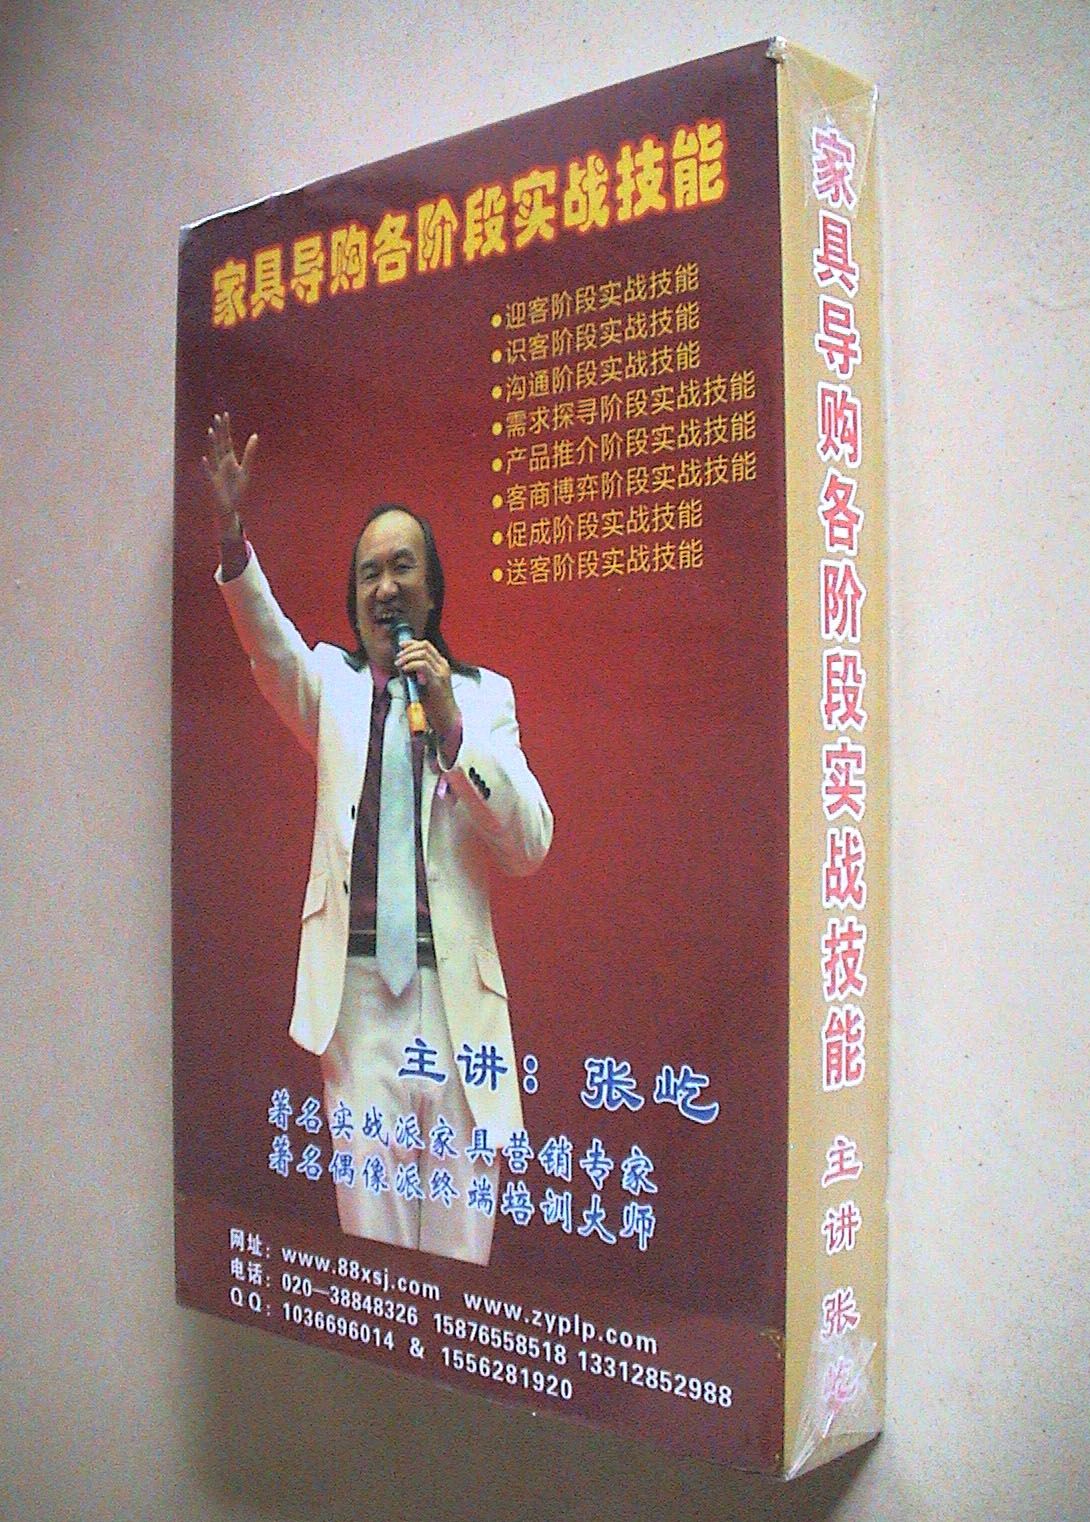 家具导购各阶段实战技能
●迎客阶段实战技能
●识客阶段实战技能
●沟通阶段实战技能
●需求探寻阶段实战技能
●产品推介阶段实战技能
●客商博弈阶段实战技能
●促成阶段实战技能
●送客阶段实战技能
主讲：张屹
著名实战派家具营销专家
著名偶像派终端培训大师
网址：www.88xsj.com www.zyplp.com
电话：020—38848326 15876558518 13312852988
QQ：1036696014 & 1556281920
家具导购各阶段实战技能 主讲 张屹